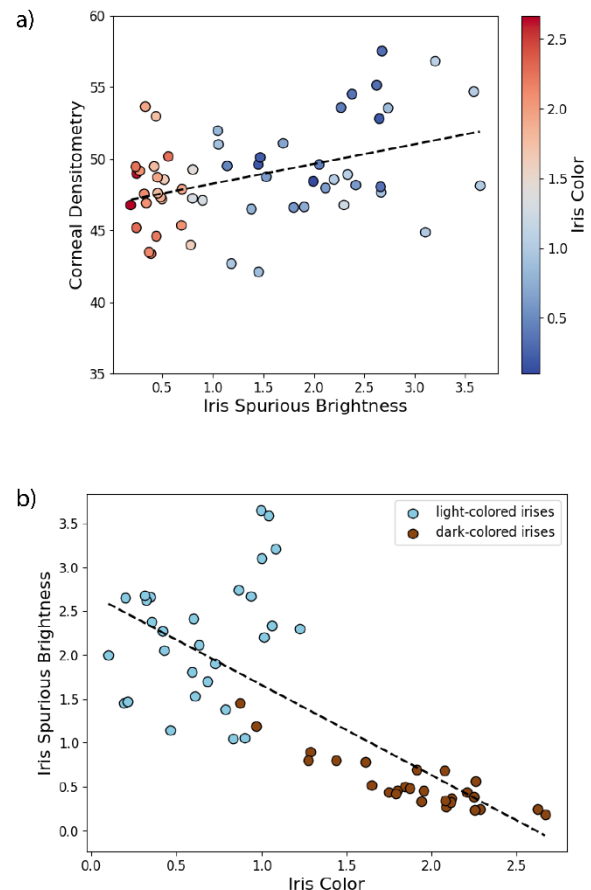 a)
60
55
50
45
40
35
Corneal Densitometry
0.5 1.0 1.5 2.0 2.5 3.0 3.5
Iris Spurious Brightness
2.5
2.0
1.5
1.0
0.5
Iris Color
b)
light-colored irises
dark-colored irises
3.5
3.0
2.5
2.0
1.5
1.0
0.5
0.0
Iris Spurious Brightness
0.0 0.5 1.0 1.5 2.0 2.5
Iris Color